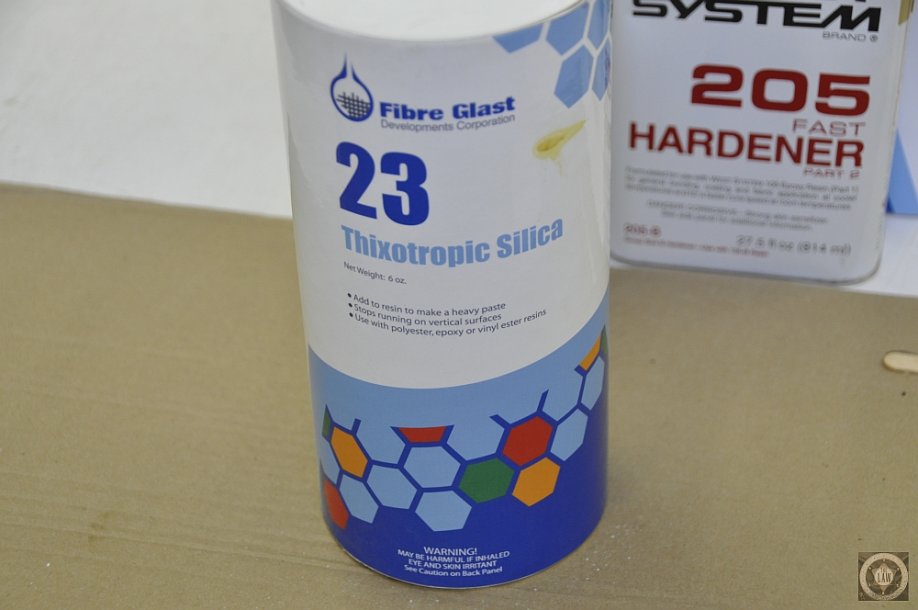 Fibre Glast
Developments Corporation
23
Thixotropic Silica
Net Weight: 6 oz.
• Add to resin to make a heavy paste
• Stops running on vertical surfaces
• Use with polyester, epoxy or vinyl ester resins
WARNING!
MAY BE HARMFUL IF INHALED
EYE AND SKIN IRRITANT
See Caution on Back Panel
SYSTEM
BRAND ®
205
FAST
HARDENER
PART 2
205-B
27.5 fl oz (814 ml)
LAW